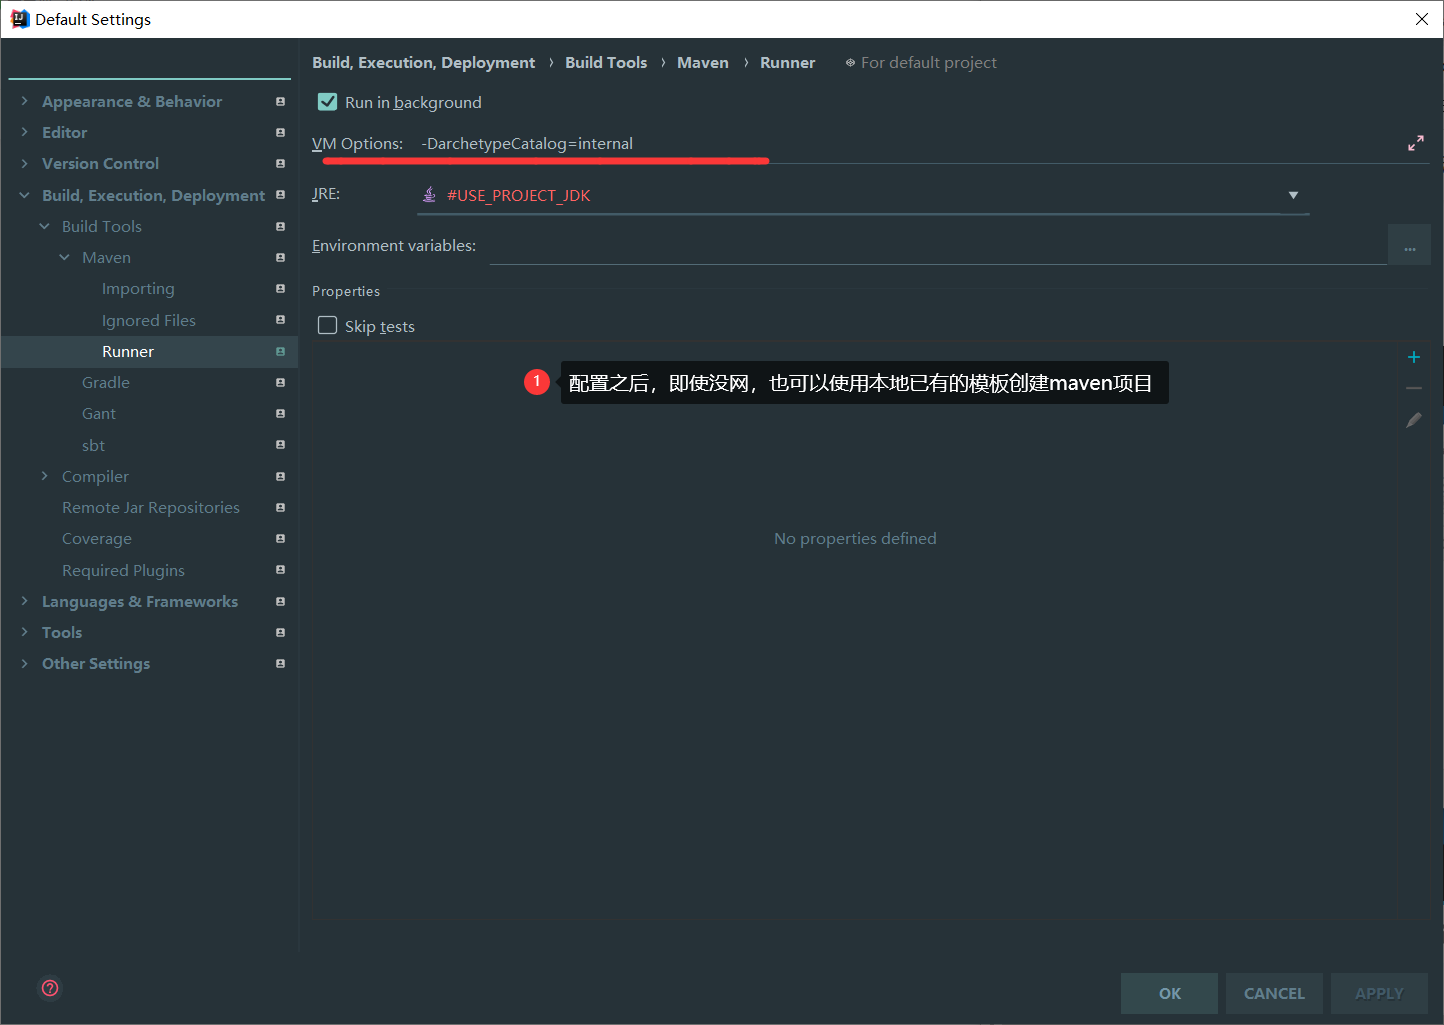 Default Settings
Appearance & Behavior
Editor
Version Control
Build, Execution, Deployment
Build Tools
Maven
Importing
Ignored Files
Runner
Gradle
Gant
sbt
Compiler
Remote Jar Repositories
Coverage
Required Plugins
Languages & Frameworks
Tools
Other Settings
Build, Execution, Deployment › Build Tools › Maven › Runner For default project
Run in background
VM Options: -DarchetypeCatalog=internal
JRE: #USE_PROJECT_JDK
Environment variables: ...
Properties
Skip tests
1 配置之后，即使没网，也可以使用本地已有的模板创建maven项目
No properties defined
? OK CANCEL APPLY